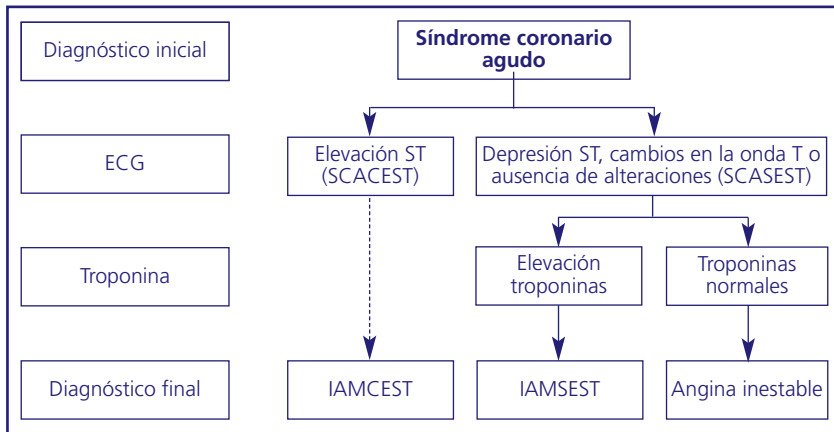 Diagnóstico inicial
Síndrome coronario
agudo
ECG
Elevación ST
(SCACEST)
Depresión ST, cambios en la onda T o
ausencia de alteraciones (SCASEST)
Troponina
Elevación
troponinas
Troponinas
normales
Diagnóstico final
IAMCEST
IAMSEST
Angina inestable